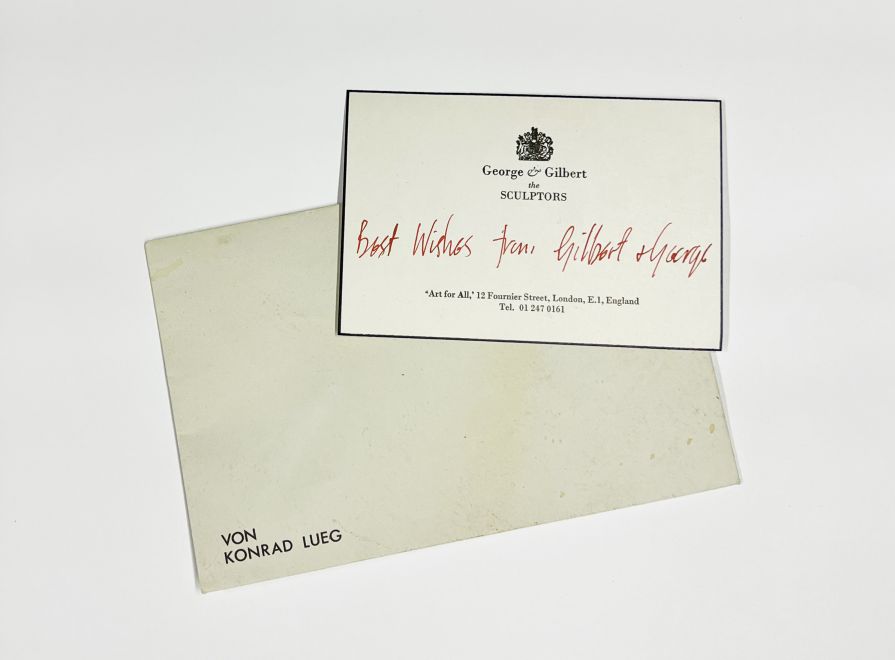 George & Gilbert
the
SCULPTORS
Best Wishes from Gilbert & George
'Art for All,' 12 Fournier Street, London, E.1, England
Tel. 01 247 0161
VON
KONRAD LUEG